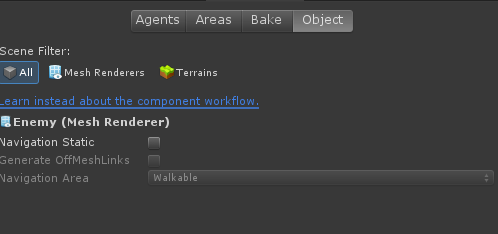 Agents Areas Bake Object
Scene Filter:
All Mesh Renderers Terrains
Learn instead about the component workflow.
Enemy (Mesh Renderer)
Navigation Static
Generate OffMeshLinks
Navigation Area Walkable